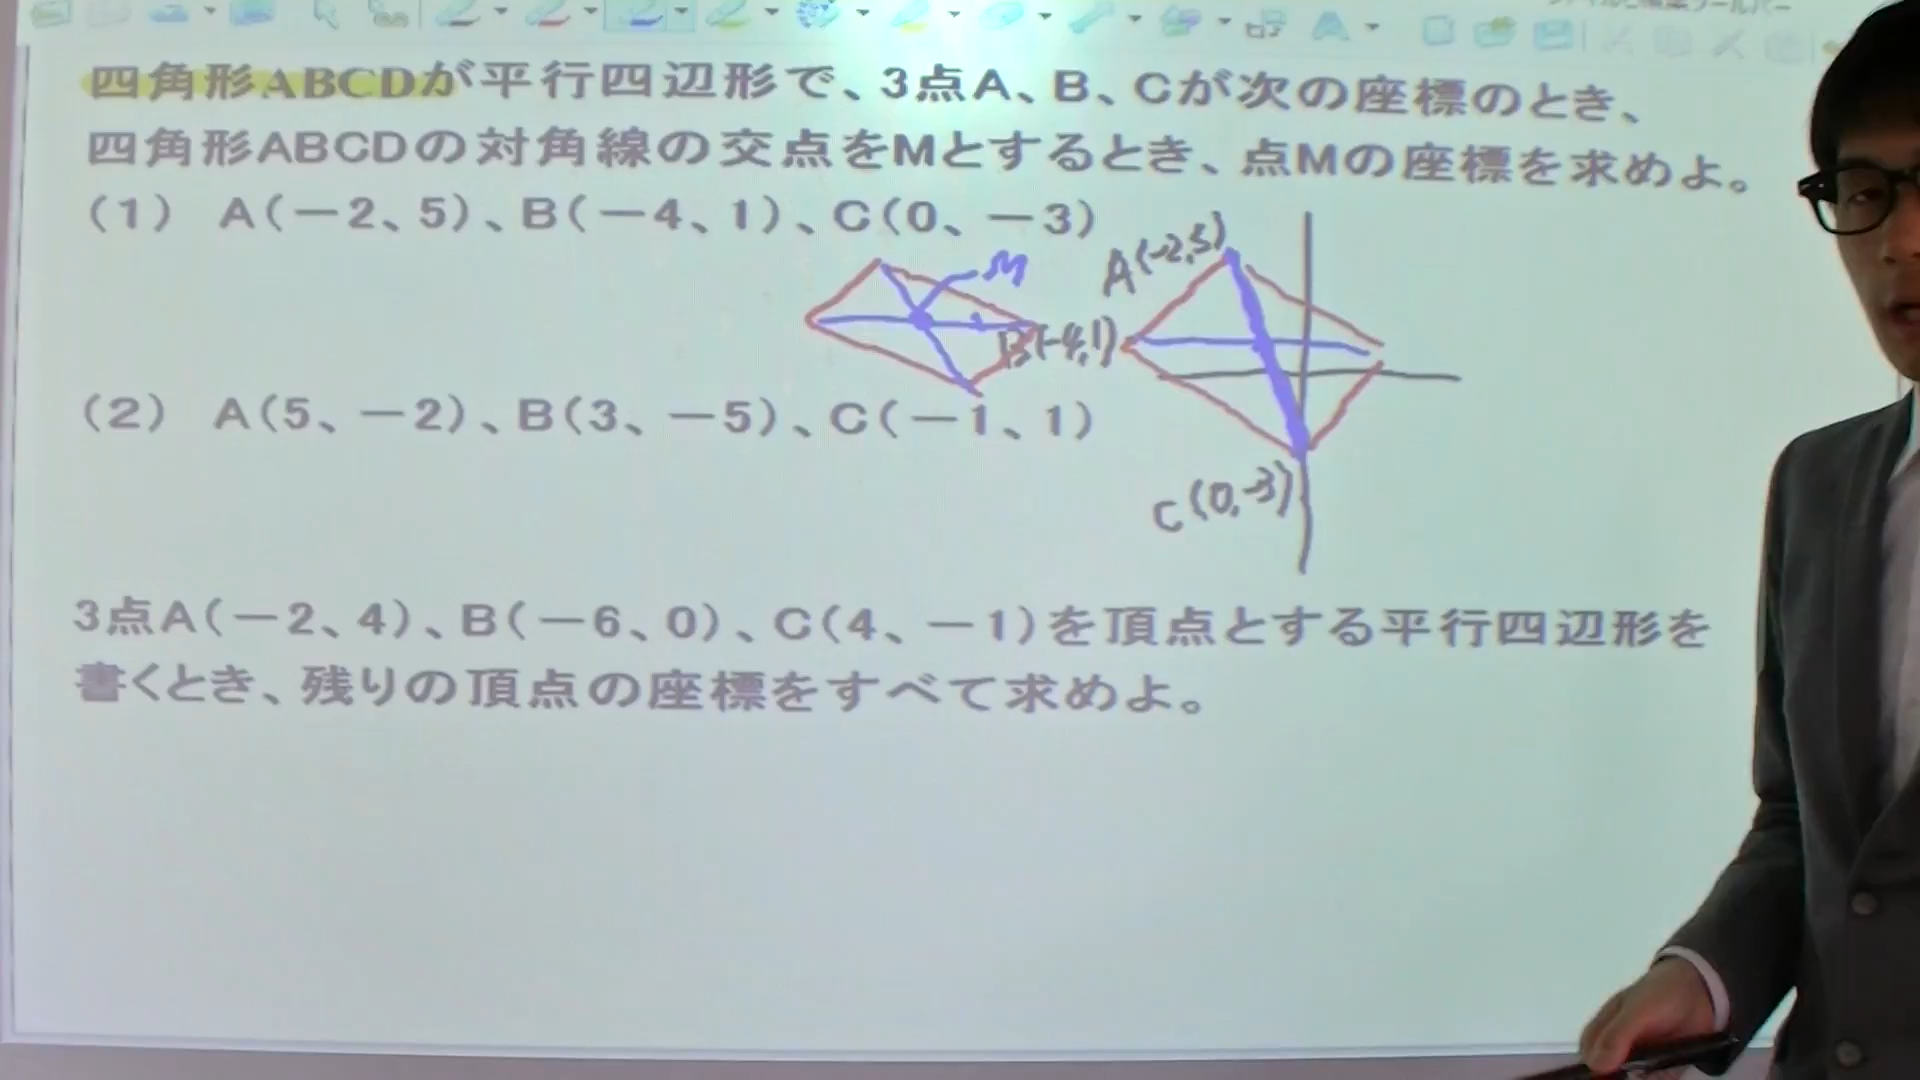 四角形ABCDが平行四辺形で、3点A、B、Cが次の座標のとき、
四角形ABCDの対角線の交点をMとするとき、点Mの座標を求めよ。
(1) A(－2、5)、B(－4、1)、C(0、－3)
M
A(-2,5)
B(-4,1)
(2) A(5、－2)、B(3、－5)、C(－1、1)
C(0,-3)
3点A(－2、4)、B(－6、0)、C(4、－1)を頂点とする平行四辺形を
書くとき、残りの頂点の座標をすべて求めよ。